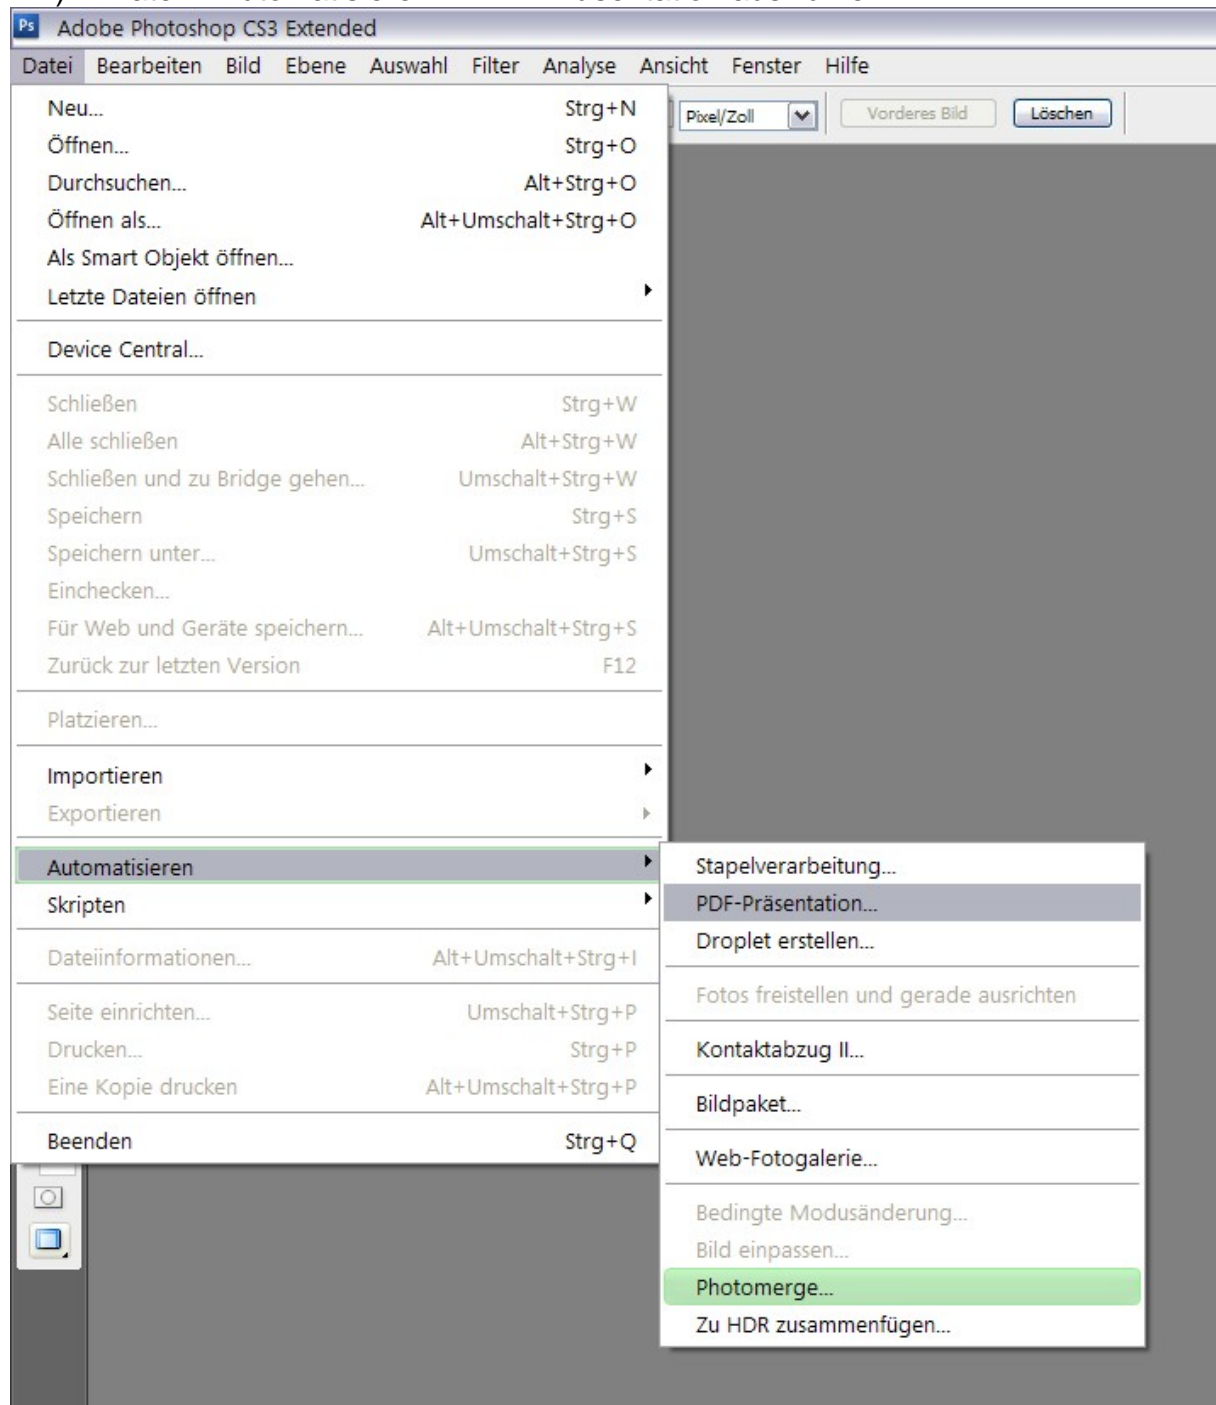 Ps Adobe Photoshop CS3 Extended
Datei Bearbeiten Bild Ebene Auswahl Filter Analyse Ansicht Fenster Hilfe
Pixel/Zoll Vorderes Bild Löschen
Neu... Strg+N
Öffnen... Strg+O
Durchsuchen... Alt+Strg+O
Öffnen als... Alt+Umschalt+Strg+O
Als Smart Objekt öffnen...
Letzte Dateien öffnen
Device Central...
Schließen Strg+W
Alle schließen Alt+Strg+W
Schließen und zu Bridge gehen... Umschalt+Strg+W
Speichern Strg+S
Speichern unter... Umschalt+Strg+S
Einchecken...
Für Web und Geräte speichern... Alt+Umschalt+Strg+S
Zurück zur letzten Version F12
Platzieren...
Importieren
Exportieren
Automatisieren
Skripten
Dateiinformationen... Alt+Umschalt+Strg+I
Seite einrichten... Umschalt+Strg+P
Drucken... Strg+P
Eine Kopie drucken Alt+Umschalt+Strg+P
Beenden Strg+Q
Stapelverarbeitung...
PDF-Präsentation...
Droplet erstellen...
Fotos freistellen und gerade ausrichten
Kontaktabzug II...
Bildpaket...
Web-Fotogalerie...
Bedingte Modusänderung...
Bild einpassen...
Photomerge...
Zu HDR zusammenfügen...